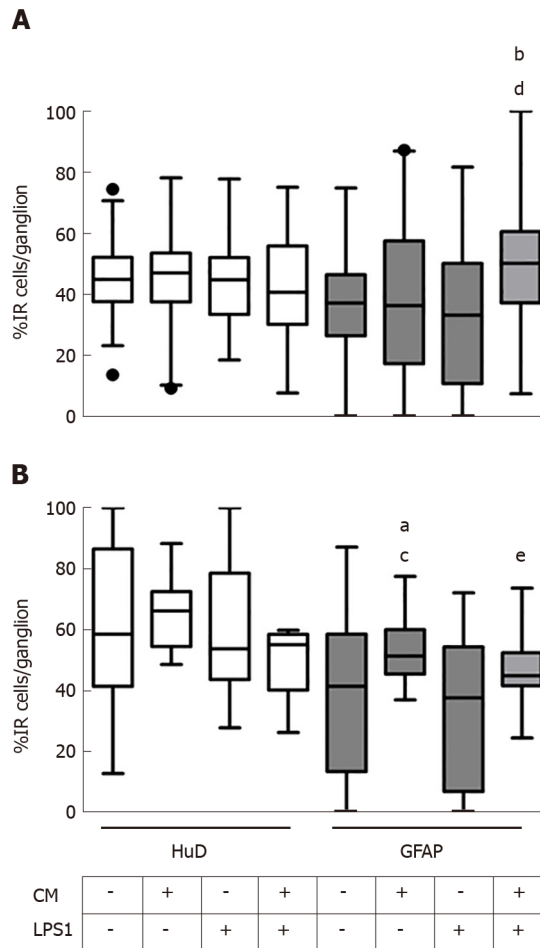 A
b
d
100
80
60
40
20
0
%IR cells/ganglion
B
100
80
60
40
20
0
%IR cells/ganglion
a
c
e
HuD
GFAP
CM - + - + - + - +
LPS1 - - + + - - + +